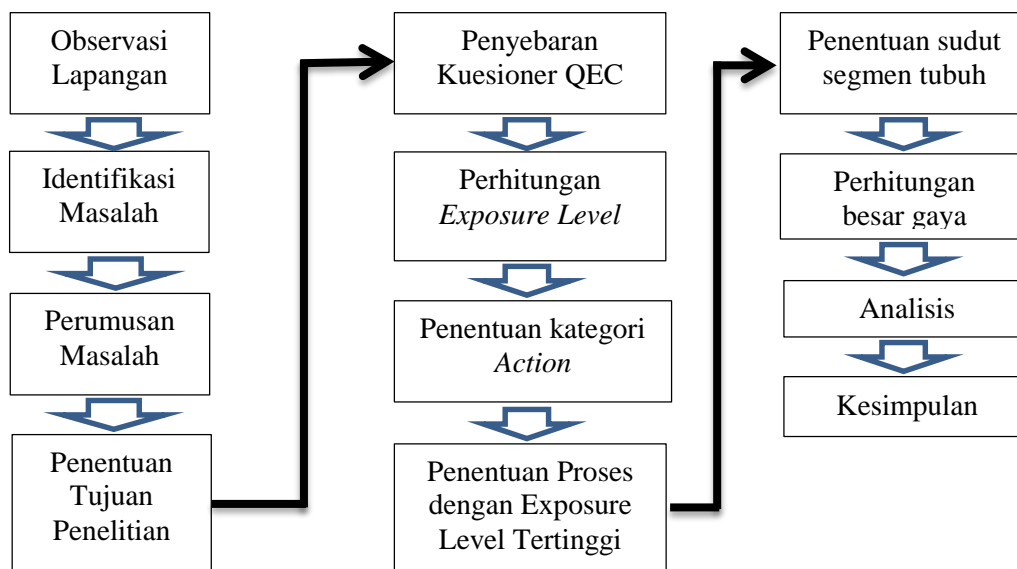 Observasi
Lapangan
Identifikasi
Masalah
Perumusan
Masalah
Penentuan
Tujuan
Penelitian
Penyebaran
Kuesioner QEC
Perhitungan
Exposure Level
Penentuan kategori
Action
Penentuan Proses
dengan Exposure
Level Tertinggi
Penentuan sudut
segmen tubuh
Perhitungan
besar gaya
Analisis
Kesimpulan